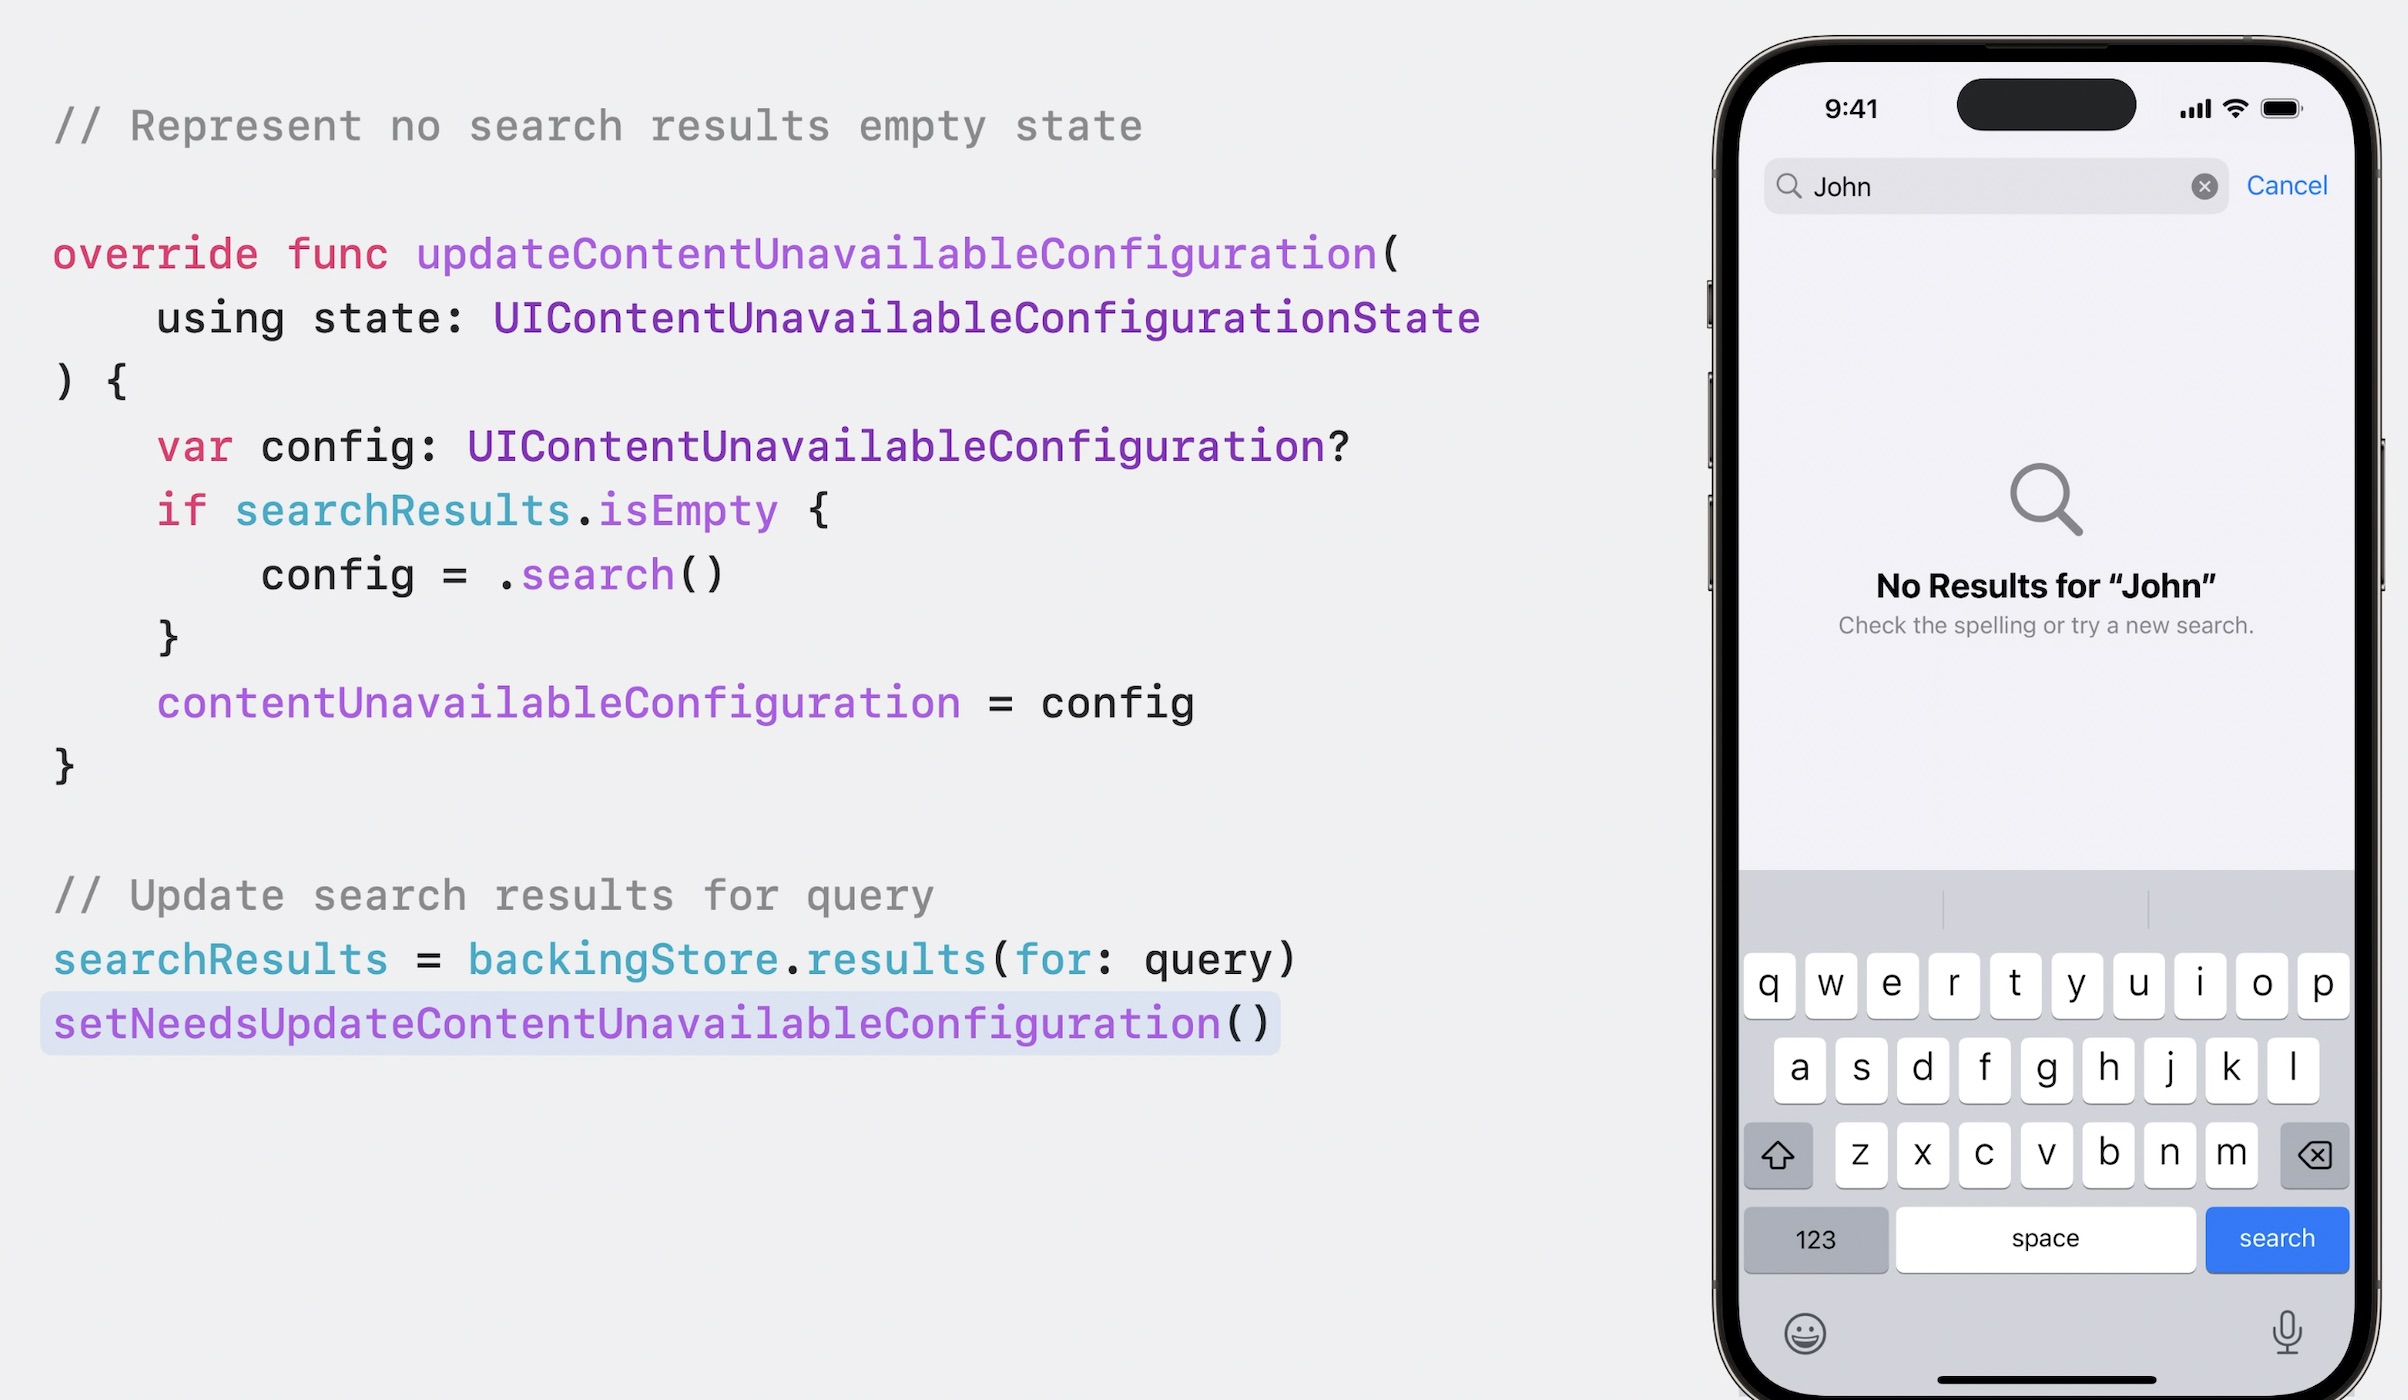 // Represent no search results empty state
override func updateContentUnavailableConfiguration(
    using state: UIContentUnavailableConfigurationState
) {
    var config: UIContentUnavailableConfiguration?
    if searchResults.isEmpty {
        config = .search()
    }
    contentUnavailableConfiguration = config
}
// Update search results for query
searchResults = backingStore.results(for: query)
setNeedsUpdateContentUnavailableConfiguration()
9:41
John
Cancel
No Results for “John”
Check the spelling or try a new search.
q w e r t y u i o p
a s d f g h j k l
z x c v b n m
123 space search